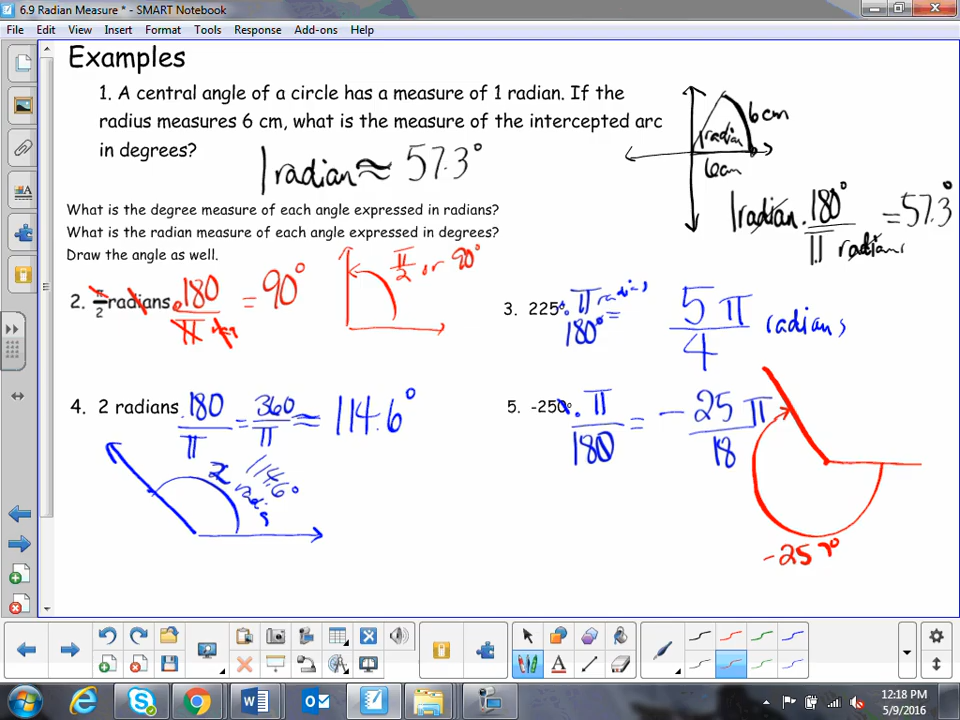 6.9 Radian Measure * - SMART Notebook
File Edit View Insert Format Tools Response Add-ons Help
Examples
1. A central angle of a circle has a measure of 1 radian. If the
radius measures 6 cm, what is the measure of the intercepted arc
in degrees?
1 radian ≈ 57.3°
6cm
1 radian
6cm
1 radian · 180° / π radians = 57.3°
What is the degree measure of each angle expressed in radians?
What is the radian measure of each angle expressed in degrees?
Draw the angle as well.
2. π/2 radians · 180 / π = 90°
π/2 or 90°
3. 225° · π radians / 180° = 5π / 4 radians
4. 2 radians · 180 / π = 360 / π ≈ 114.6°
2 radians
114.6°
5. -250° · π / 180 = -25π / 18
-25
12:18 PM
5/9/2016